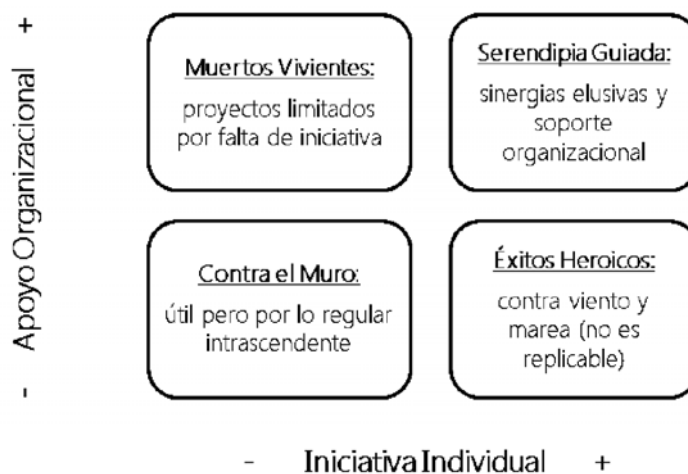 +
Apoyo Organizacional
-
Muertos Vivientes:
proyectos limitados
por falta de iniciativa
Serendipia Guiada:
sinergias elusivas y
soporte
organizacional
Contra el Muro:
útil pero por lo regular
intrascendente
Éxitos Heroicos:
contra viento y
marea (no es
replicable)
- Iniciativa Individual +